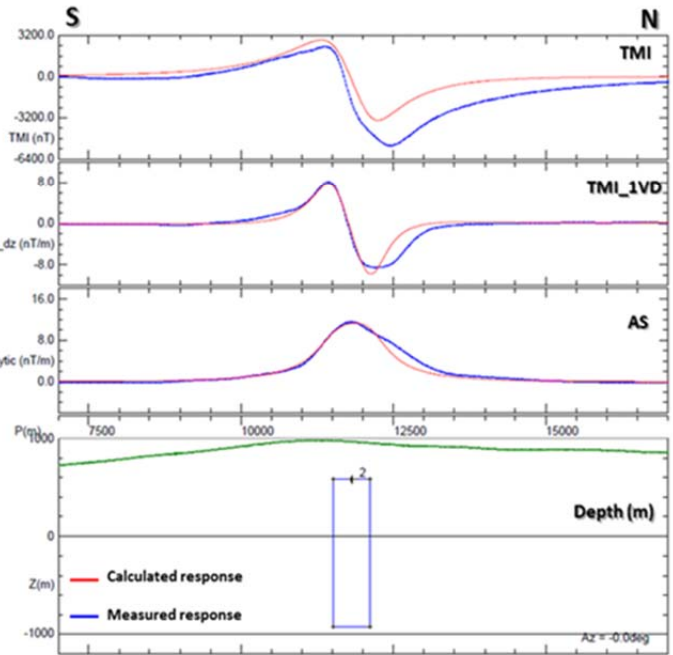 S N
3200.0
TMI
0.0
-3200.0
TMI (nT)
-6400.0
8.0
TMI_1VD
0.0
_dz (nT/m)
-8.0
16.0
AS
8.0
ytic (nT/m)
0.0
P(m) 7500 10000 12500 15000
1000
2
Depth (m)
0
Calculated response
Z(m)
Measured response
-1000
Az = -0.0deg